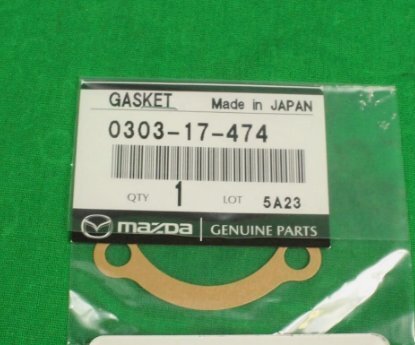 GASKET Made in JAPAN
0303-17-474
QTY 1 LOT 5A23
mazda GENUINE PARTS